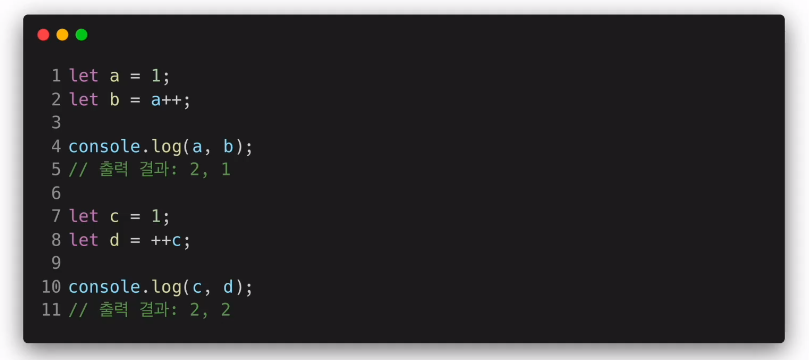 1 let a = 1;
2 let b = a++;
3
4 console.log(a, b);
5 // 출력 결과: 2, 1
6
7 let c = 1;
8 let d = ++c;
9
10 console.log(c, d);
11 // 출력 결과: 2, 2